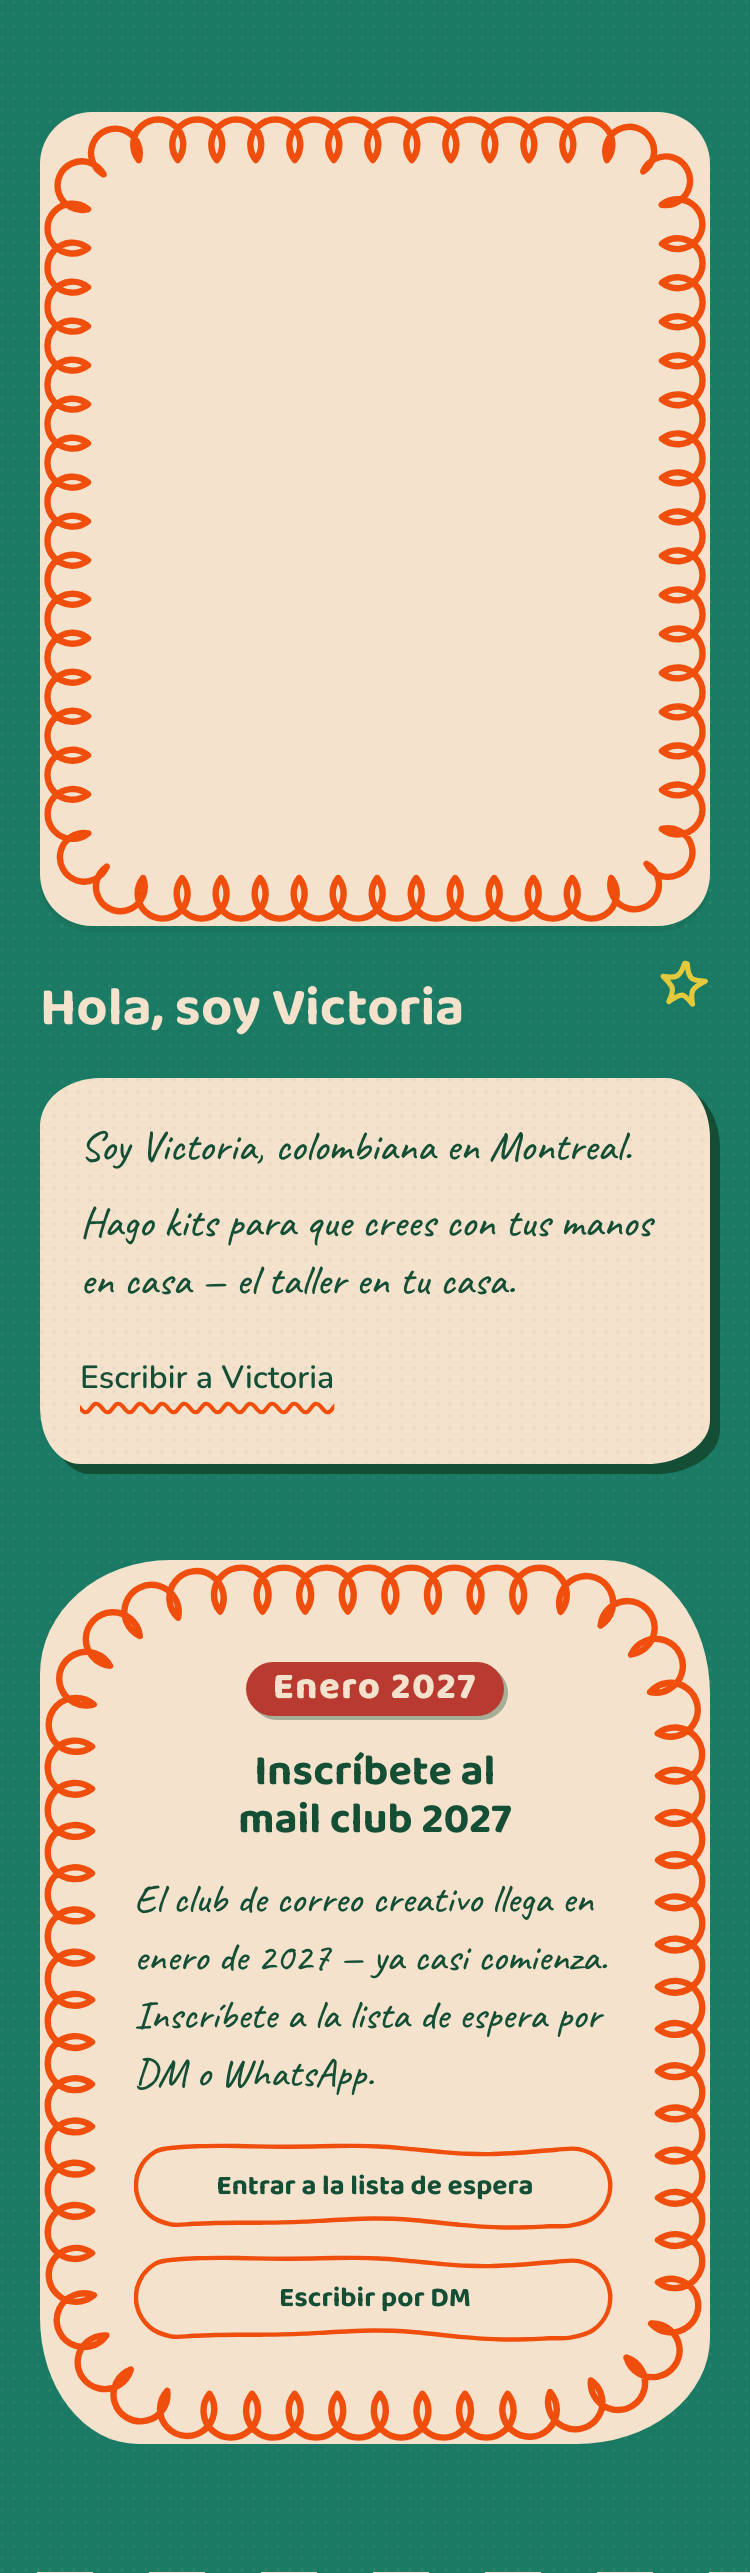 Hola, soy Victoria
Soy Victoria, colombiana en Montreal.
Hago kits para que crees con tus manos
en casa – el taller en tu casa.
Escribir a Victoria
Enero 2027
Inscríbete al
mail club 2027
El club de correo creativo llega en
enero de 2027 – ya casi comienza.
Inscríbete a la lista de espera por
DM o WhatsApp.
Entrar a la lista de espera
Escribir por DM